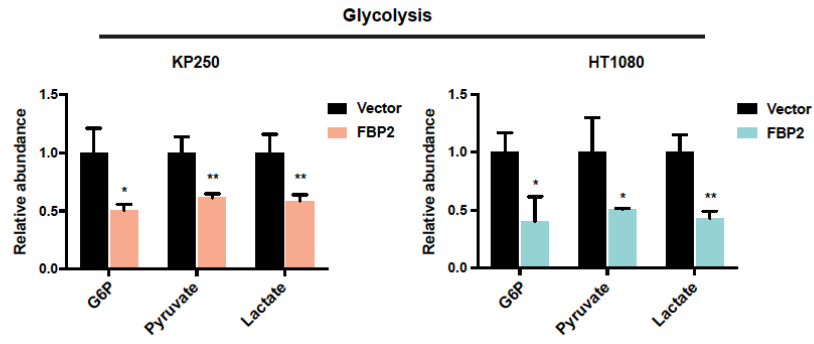 Glycolysis
KP250
Relative abundance
1.5
1.0
0.5
0.0
*
**
**
G6P
Pyruvate
Lactate
Vector
FBP2
HT1080
Relative abundance
1.5
1.0
0.5
0.0
*
*
**
G6P
Pyruvate
Lactate
Vector
FBP2